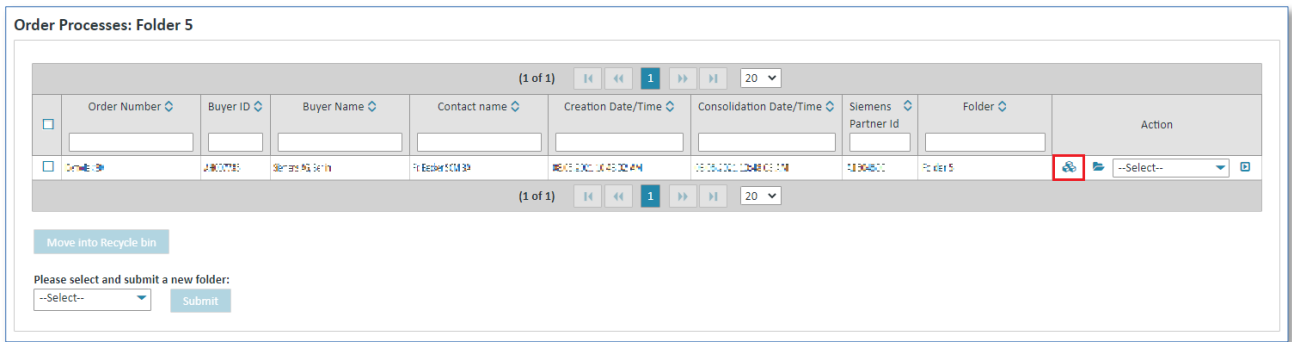 Order Processes: Folder 5
(1 of 1) 1 20
Order Number Buyer ID Buyer Name Contact name Creation Date/Time Consolidation Date/Time Siemens Partner Id Folder Action
Folder 5 --Select--
(1 of 1) 1 20
Move into Recycle bin
Please select and submit a new folder:
--Select-- Submit